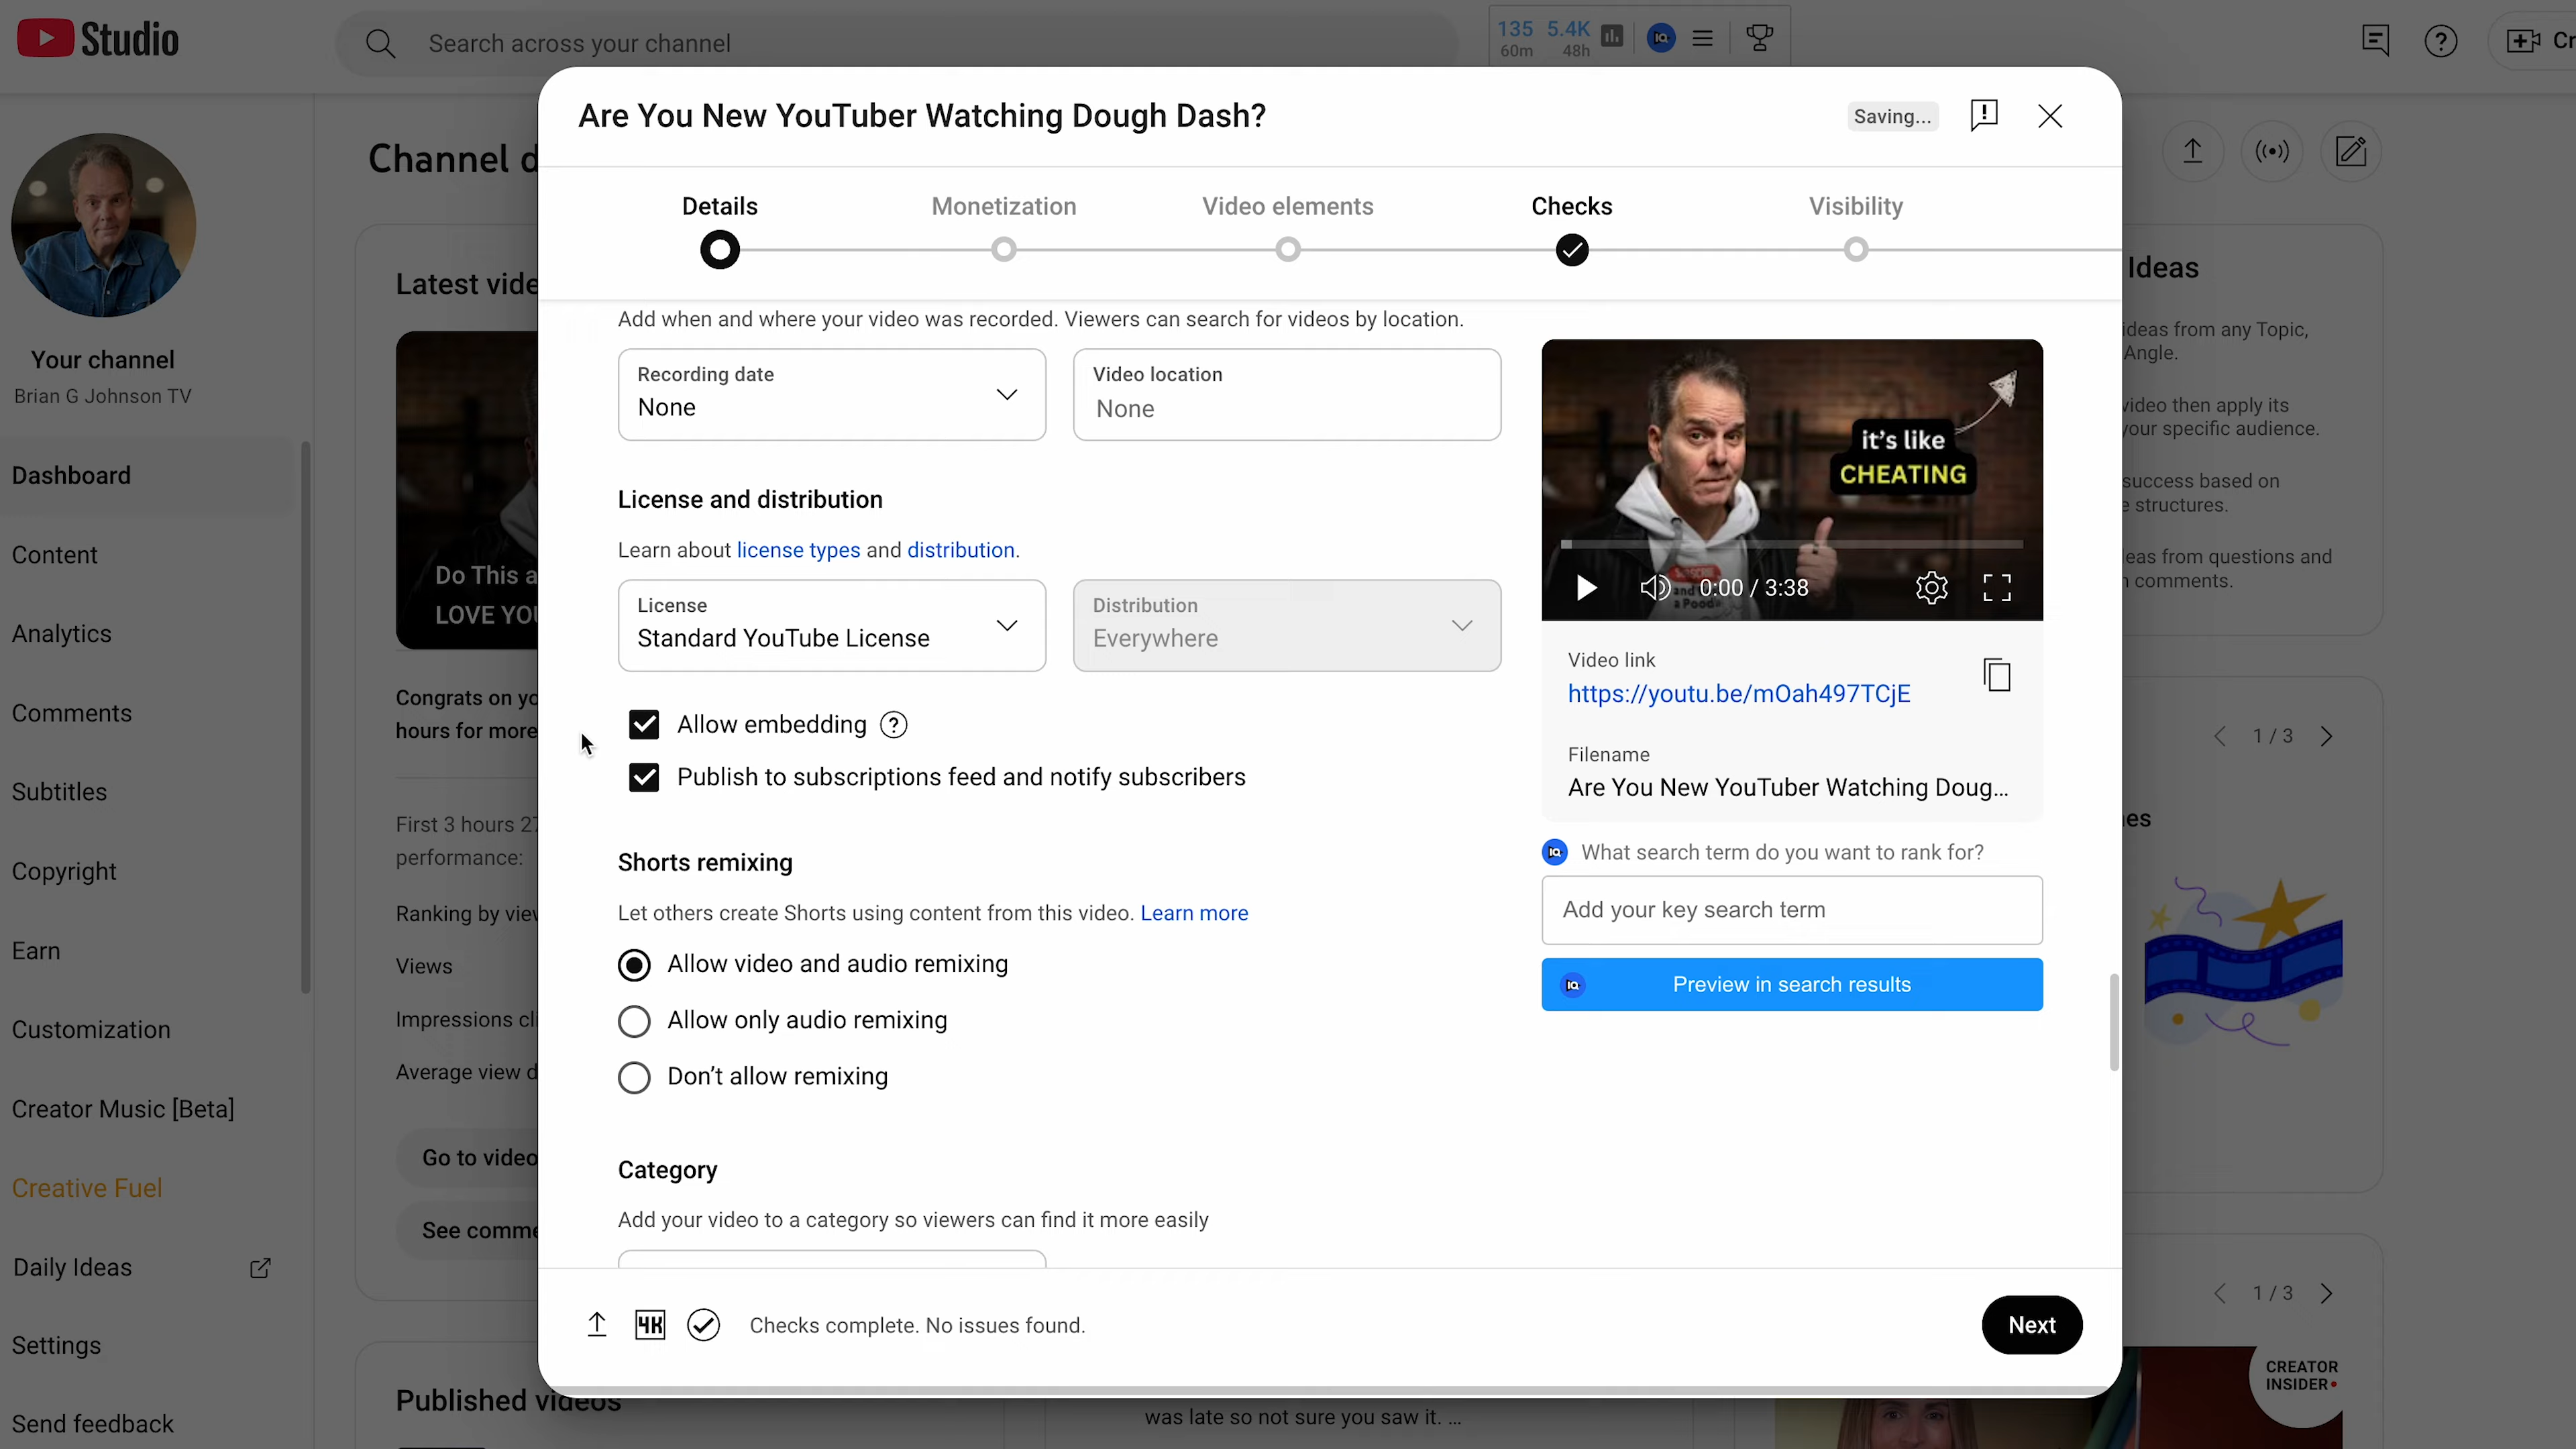 Studio
Search across your channel
135 5.4K
60m 48h
Cr
Channel d
Your channel
Brian G Johnson TV
Dashboard
Content
Analytics
Comments
Subtitles
Copyright
Earn
Customization
Creator Music [Beta]
Creative Fuel
Daily Ideas
Settings
Send feedback
Latest vide
Do This a
LOVE YOU
Congrats on yo
hours for more
First 3 hours 27
performance:
Ranking by view
Views
Impressions cli
Average view d
Go to video
See comme
Published videos
Are You New YouTuber Watching Dough Dash?
Saving...
Details
Monetization
Video elements
Checks
Visibility
Add when and where your video was recorded. Viewers can search for videos by location.
Recording date
None
Video location
None
License and distribution
Learn about license types and distribution.
License
Standard YouTube License
Distribution
Everywhere
Allow embedding
Publish to subscriptions feed and notify subscribers
Shorts remixing
Let others create Shorts using content from this video. Learn more
Allow video and audio remixing
Allow only audio remixing
Don't allow remixing
Category
Add your video to a category so viewers can find it more easily
it's like
CHEATING
0:00 / 3:38
Video link
https://youtu.be/mOah497TCjE
Filename
Are You New YouTuber Watching Doug...
IQ What search term do you want to rank for?
Add your key search term
IQ Preview in search results
4K Checks complete. No issues found.
Next
Ideas
ideas from any Topic,
Angle.
video then apply its
your specific audience.
success based on
e structures.
eas from questions and
n comments.
1 / 3
es
1 / 3
CREATOR
INSIDER
was late so not sure you saw it. ...